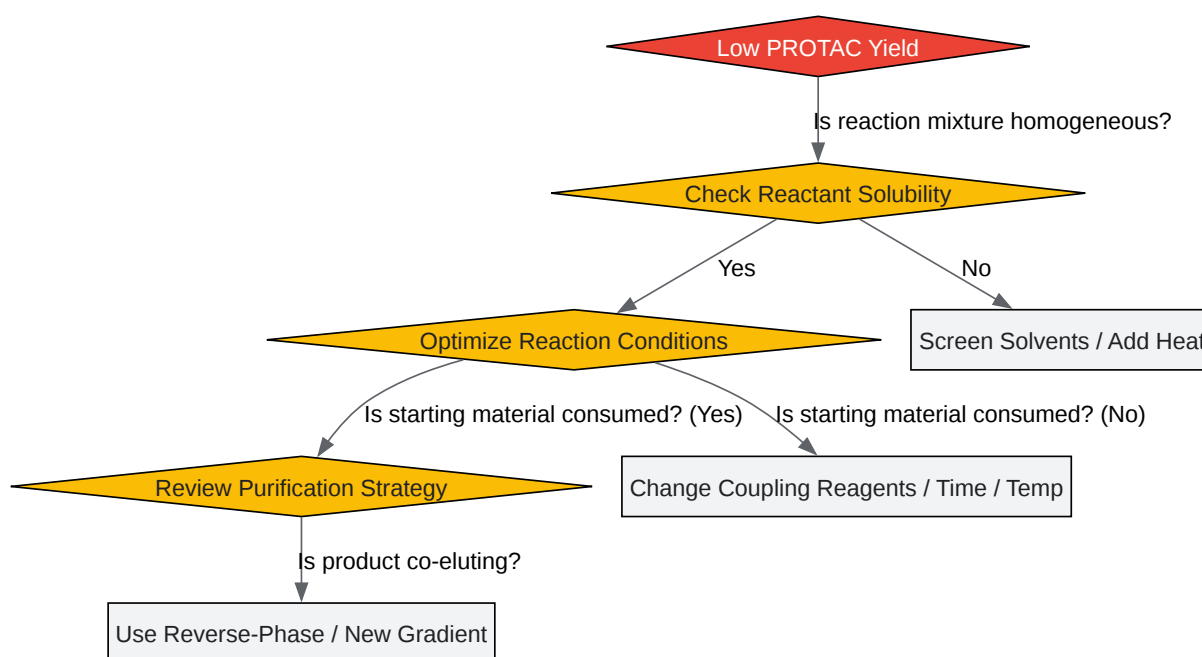 Low PROTAC Yield
Is reaction mixture homogeneous?
Check Reactant Solubility
Yes
No
Optimize Reaction Conditions
Screen Solvents / Add Heat
Is starting material consumed? (Yes)
Is starting material consumed? (No)
Review Purification Strategy
Change Coupling Reagents / Time / Temp
Is product co-eluting?
Use Reverse-Phase / New Gradient